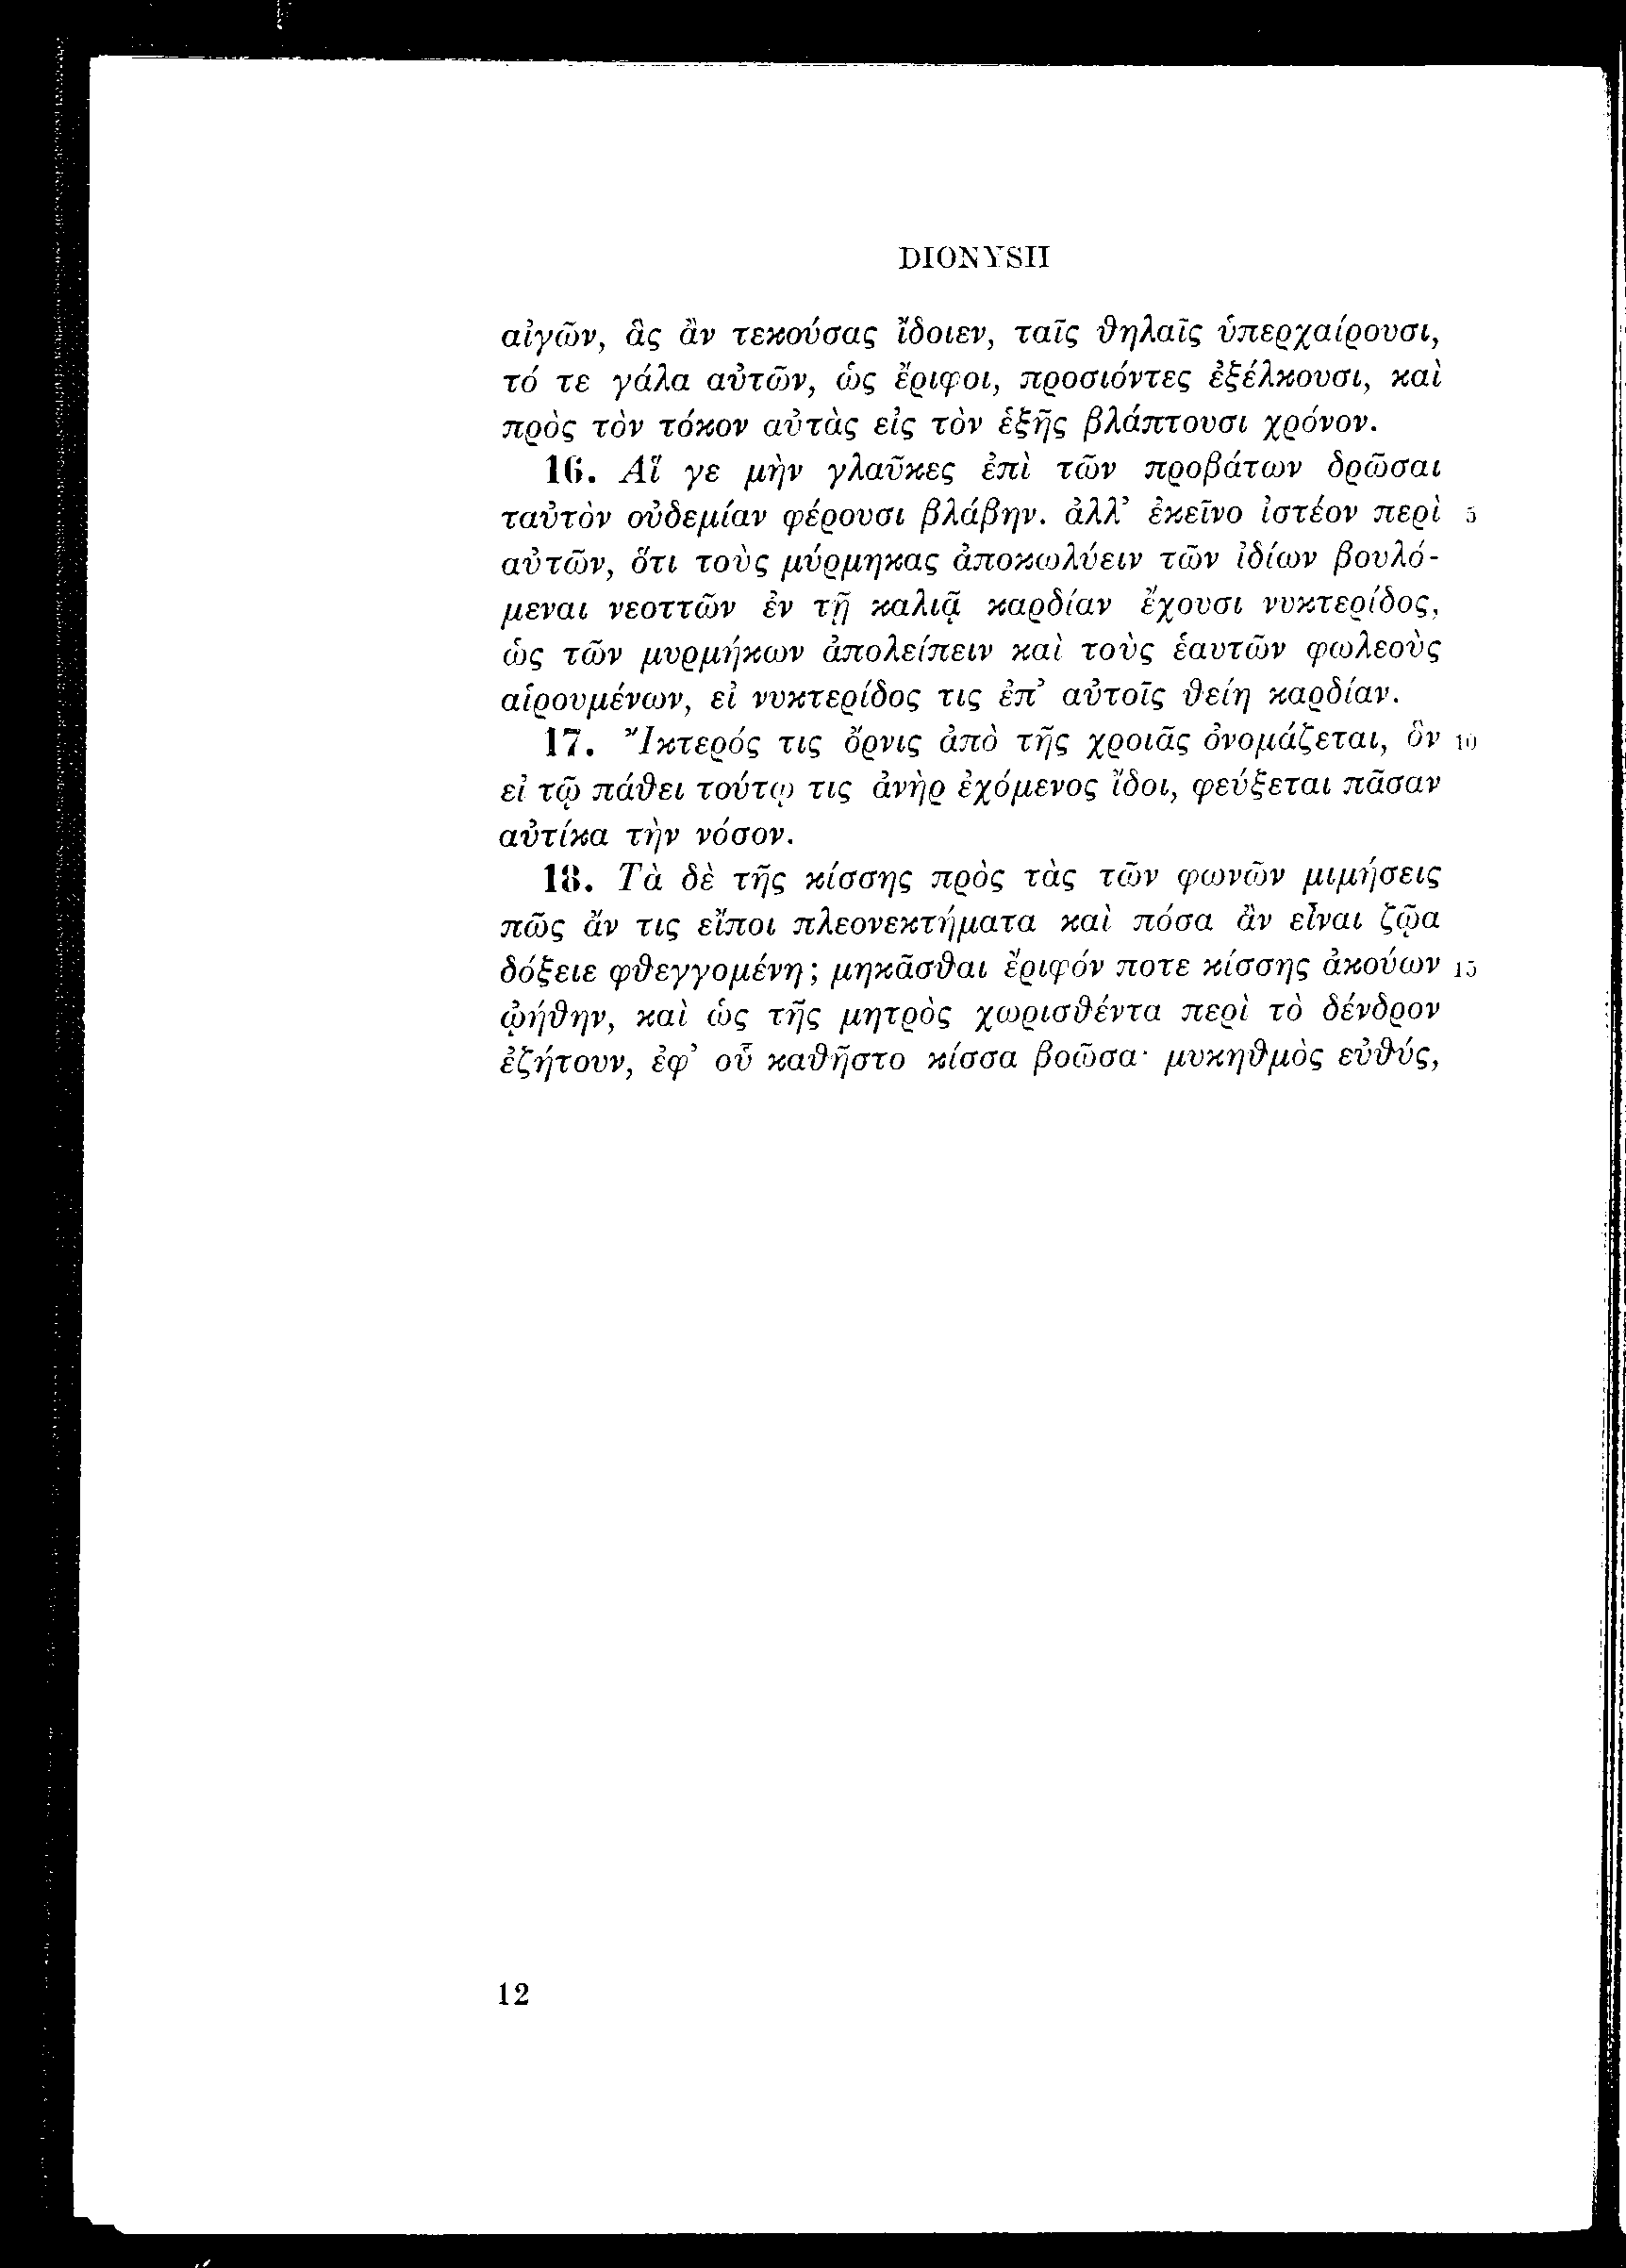 DIONYSII
αἰγῶν, ἃς ἂν τεκούσας ἴδοιεν, ταῖς θηλαῖς ὑπερχαίρουσι,
τό τε γάλα αὐτῶν, ὡς ἔριφοι, προσιόντες ἐξέλκουσι, καὶ
πρὸς τὸν τόκον αὐτὰς εἰς τὸν ἑξῆς βλάπτουσι χρόνον.
16. Αἵ γε μὴν γλαῦκες ἐπὶ τῶν προβάτων δρῶσαι
ταὐτὸν οὐδεμίαν φέρουσι βλάβην. ἀλλ’ ἐκεῖνο ἰστέον περὶ 5
αὐτῶν, ὅτι τοὺς μύρμηκας ἀποκωλύειν τῶν ἰδίων βουλό-
μεναι νεοττῶν ἐν τῇ καλιᾷ καρδίαν ἔχουσι νυκτερίδος,
ὡς τῶν μυρμήκων ἀπολείπειν καὶ τοὺς ἑαυτῶν φωλεοὺς
αἱρουμένων, εἰ νυκτερίδος τις ἐπ’ αὐτοῖς θείη καρδίαν.
17. Ἴκτερός τις ὄρνις ἀπὸ τῆς χροιᾶς ὀνομάζεται, ὃν 10
εἰ τῷ πάθει τούτῳ τις ἀνὴρ ἐχόμενος ἴδοι, φεύξεται πᾶσαν
αὐτίκα τὴν νόσον.
18. Τὰ δὲ τῆς κίσσης πρὸς τὰς τῶν φωνῶν μιμήσεις
πῶς ἄν τις εἴποι πλεονεκτήματα καὶ πόσα ἂν εἶναι ζῷα
δόξειε φθεγγομένη; μηκᾶσθαι ἔριφόν ποτε κίσσης ἀκούων 15
ᾠήθην, καὶ ὡς τῆς μητρὸς χωρισθέντα περὶ τὸ δένδρον
ἐζήτουν, ἐφ’ οὗ καθῆστο κίσσα βοῶσα· μυκηθμὸς εὐθύς,
12